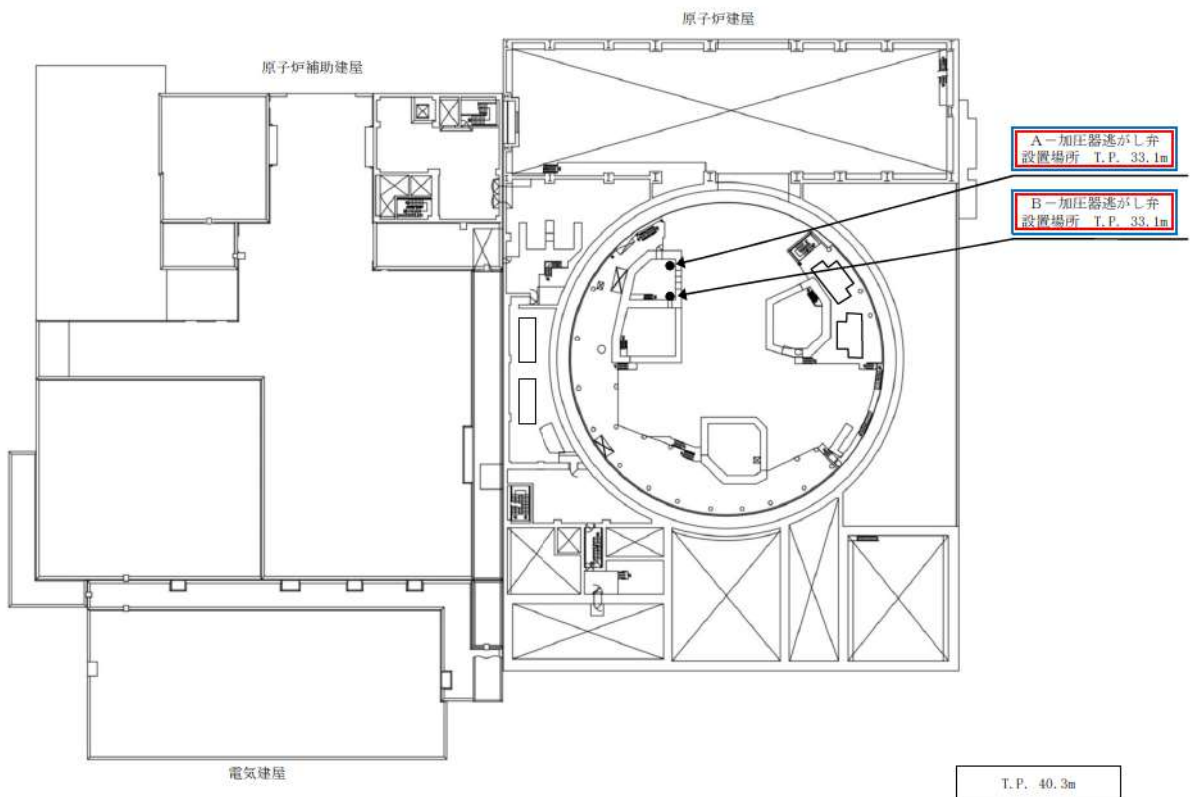 原子炉建屋
原子炉補助建屋
A－加圧器逃がし弁
設置場所 T.P. 33.1m
B－加圧器逃がし弁
設置場所 T.P. 33.1m
電気建屋
T.P. 40.3m